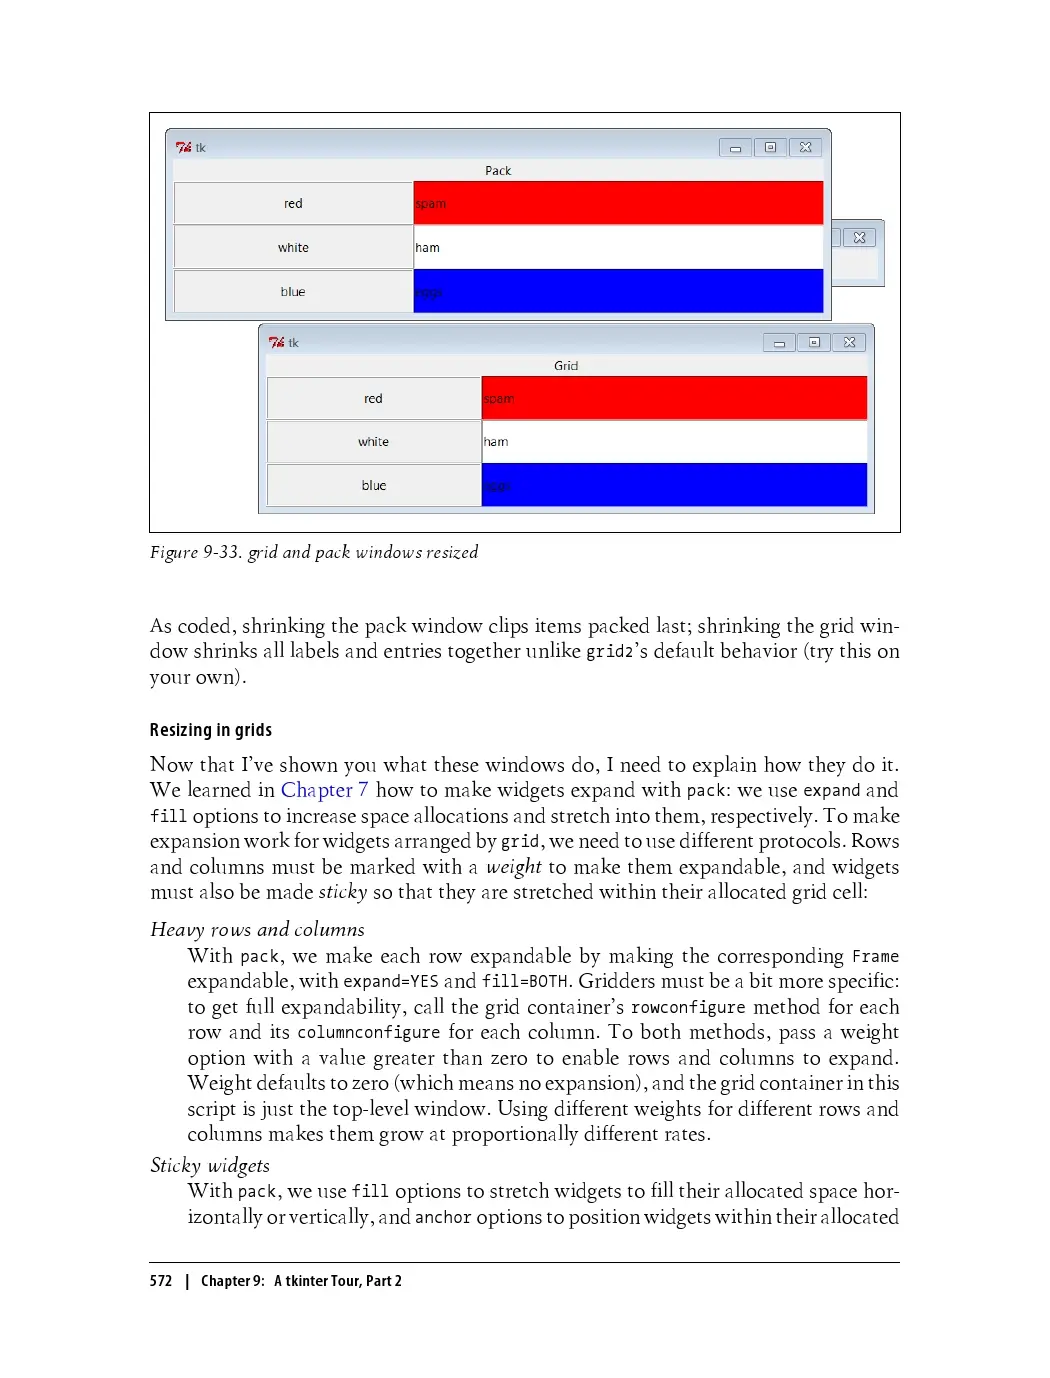 tk
Pack
red
spam
white
ham
blue
eggs
tk
Grid
red
spam
white
ham
blue
eggs
Figure 9-33. grid and pack windows resized
As coded, shrinking the pack window clips items packed last; shrinking the grid win-
dow shrinks all labels and entries together unlike grid2’s default behavior (try this on
your own).
Resizing in grids
Now that I’ve shown you what these windows do, I need to explain how they do it.
We learned in Chapter 7 how to make widgets expand with pack: we use expand and
fill options to increase space allocations and stretch into them, respectively. To make
expansion work for widgets arranged by grid, we need to use different protocols. Rows
and columns must be marked with a weight to make them expandable, and widgets
must also be made sticky so that they are stretched within their allocated grid cell:
Heavy rows and columns
With pack, we make each row expandable by making the corresponding Frame
expandable, with expand=YES and fill=BOTH. Gridders must be a bit more specific:
to get full expandability, call the grid container’s rowconfigure method for each
row and its columnconfigure for each column. To both methods, pass a weight
option with a value greater than zero to enable rows and columns to expand.
Weight defaults to zero (which means no expansion), and the grid container in this
script is just the top-level window. Using different weights for different rows and
columns makes them grow at proportionally different rates.
Sticky widgets
With pack, we use fill options to stretch widgets to fill their allocated space hor-
izontally or vertically, and anchor options to position widgets within their allocated
572 | Chapter 9: A tkinter Tour, Part 2